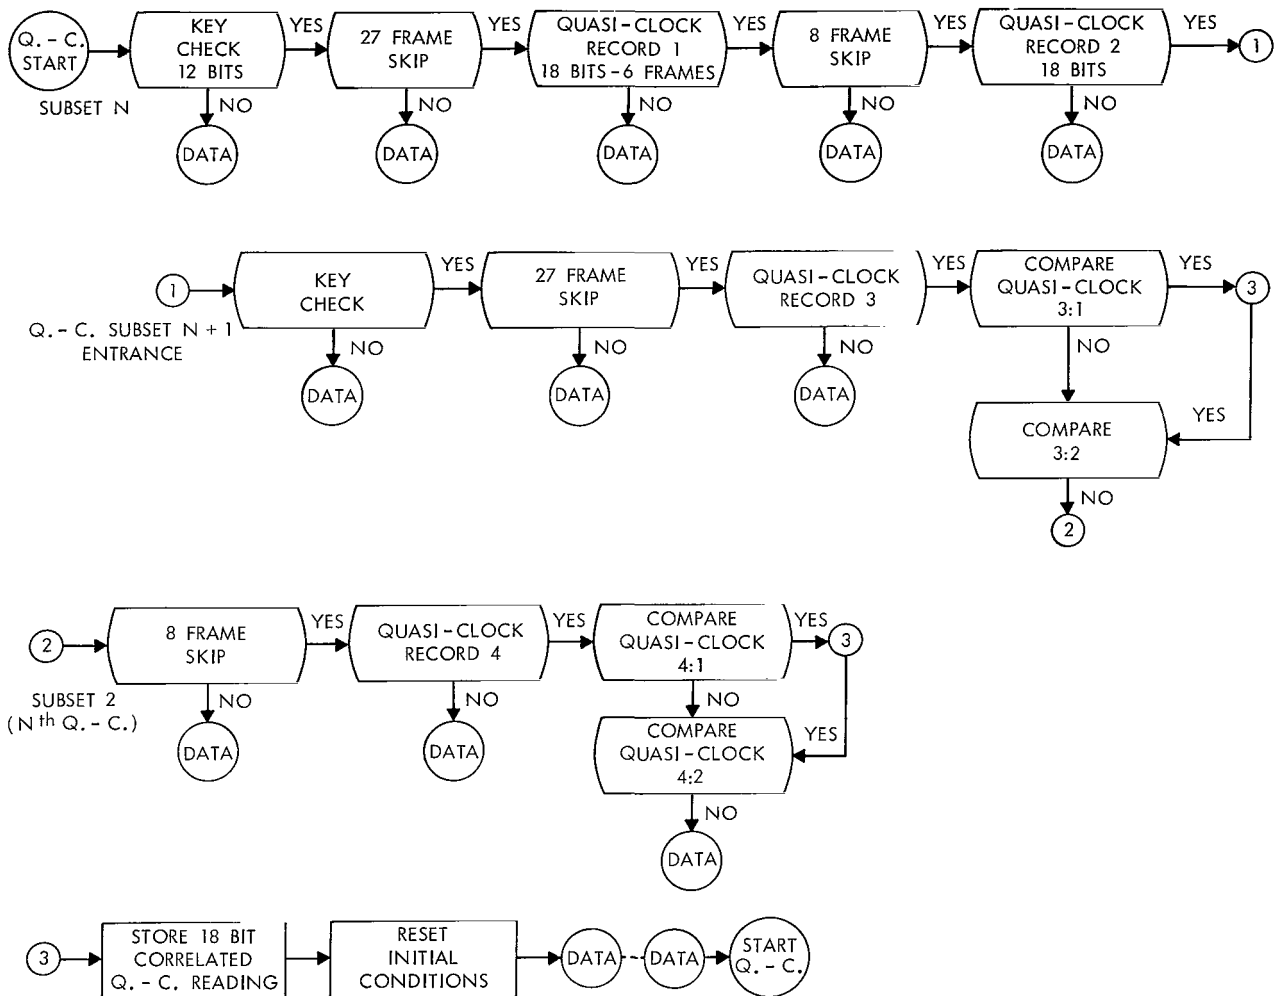 Q. - C.
START
SUBSET N
KEY
CHECK
12 BITS
YES
NO
DATA
27 FRAME
SKIP
YES
NO
DATA
QUASI-CLOCK
RECORD 1
18 BITS - 6 FRAMES
YES
NO
DATA
8 FRAME
SKIP
YES
NO
DATA
QUASI-CLOCK
RECORD 2
18 BITS
YES
NO
DATA
1
1
Q. - C. SUBSET N + 1
ENTRANCE
KEY
CHECK
YES
NO
DATA
27 FRAME
SKIP
YES
NO
DATA
QUASI-CLOCK
RECORD 3
YES
NO
DATA
COMPARE
QUASI-CLOCK
3:1
YES
3
NO
YES
COMPARE
3:2
NO
2
2
SUBSET 2
(Nth Q. - C.)
8 FRAME
SKIP
YES
NO
DATA
QUASI-CLOCK
RECORD 4
YES
NO
DATA
COMPARE
QUASI-CLOCK
4:1
YES
3
NO
YES
COMPARE
QUASI-CLOCK
4:2
NO
DATA
3
STORE 18 BIT
CORRELATED
Q. - C. READING
RESET
INITIAL
CONDITIONS
DATA
DATA
START
Q. - C.